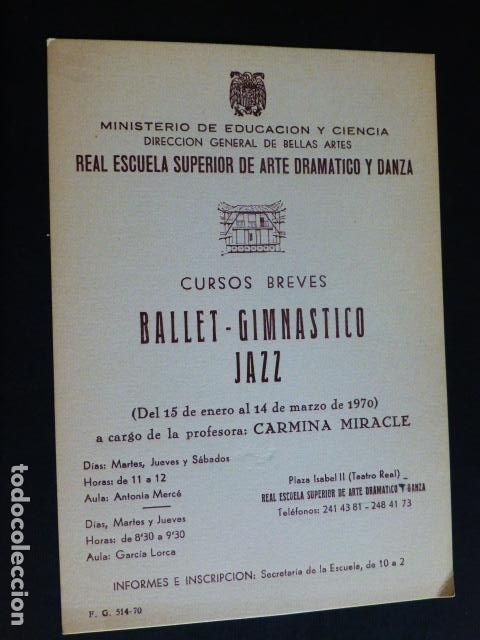 MINISTERIO DE EDUCACION Y CIENCIA
DIRECCION GENERAL DE BELLAS ARTES
REAL ESCUELA SUPERIOR DE ARTE DRAMATICO Y DANZA
CURSOS BREVES
BALLET-GIMNASTICO
JAZZ
(Del 15 de enero al 14 de marzo de 1970)
a cargo de la profesora: CARMINA MIRACLE
Días: Martes, Jueves y Sábados
Horas: de 11 a 12
Aula: Antonia Mercé
Días, Martes y Jueves
Horas: de 8'30 a 9'30
Aula: García Lorca
Plaza Isabel II (Teatro Real)
REAL ESCUELA SUPERIOR DE ARTE DRAMATICO Y DANZA
Teléfonos: 241 43 81 - 248 41 73
INFORMES E INSCRIPCION: Secretaria de la Escuela, de 10 a 2
F. G. 514-70
todocoleccion.net